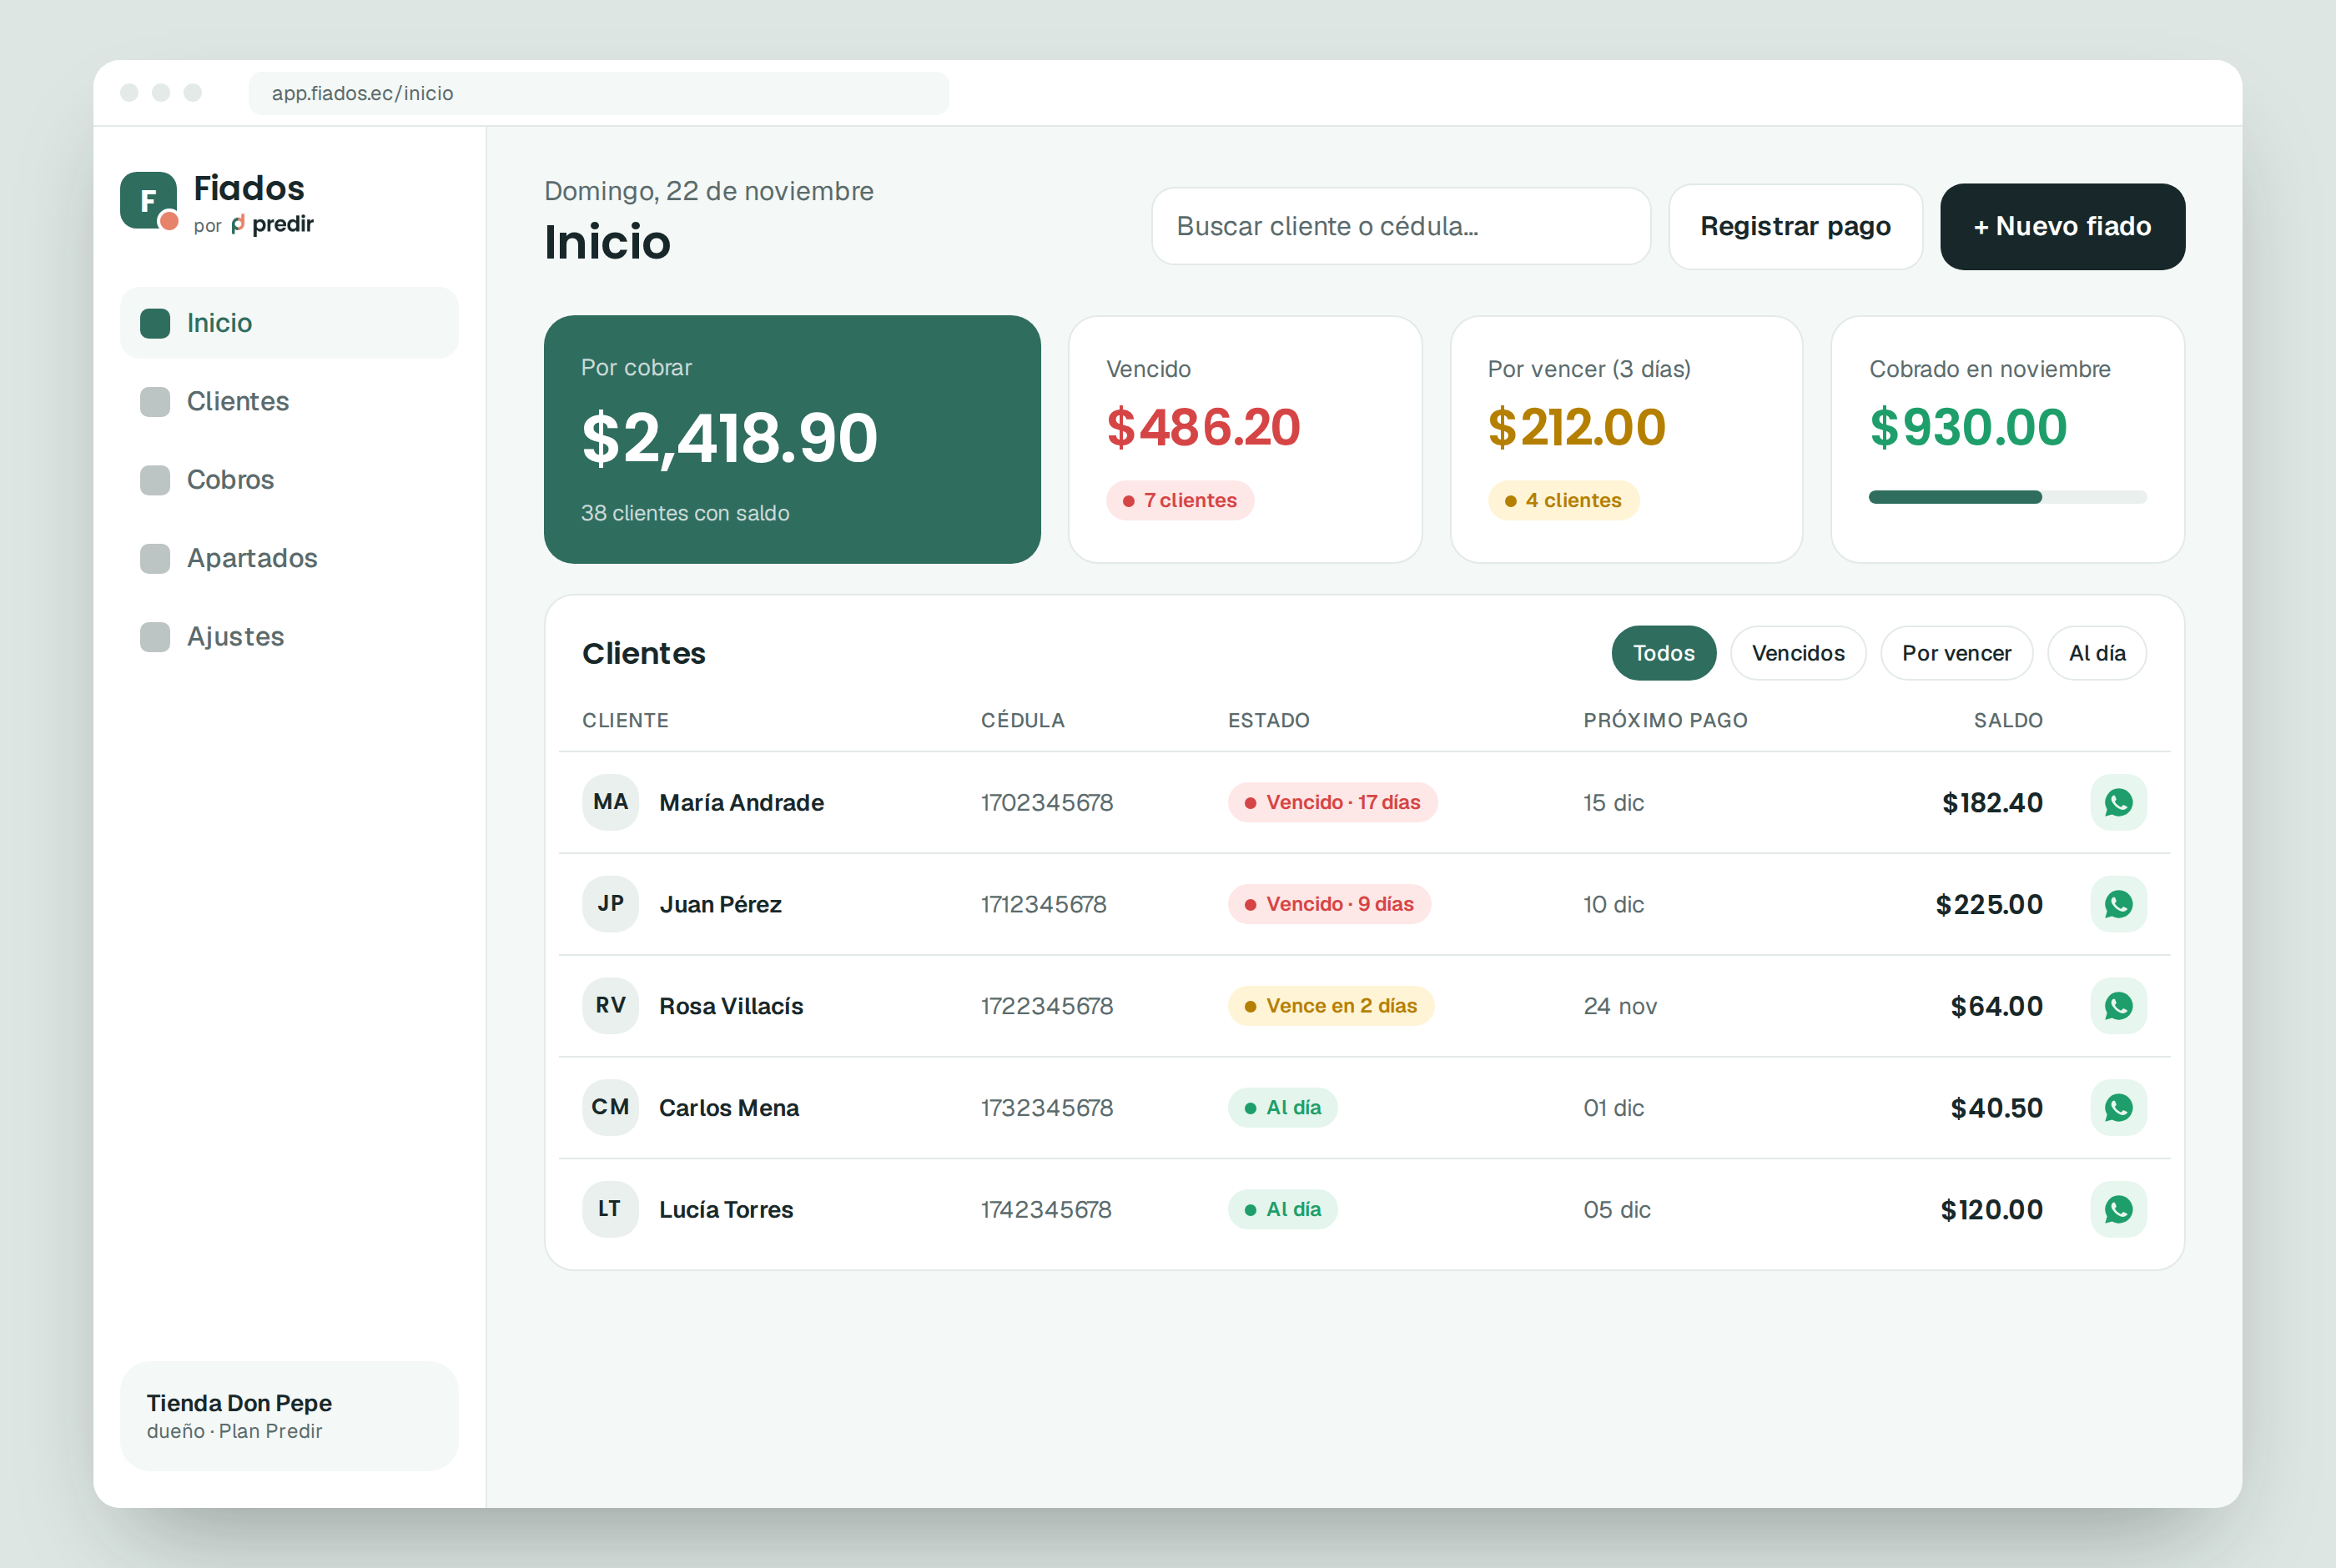 app.fiados.ec/inicio
F
Fiados
por predir
Inicio
Clientes
Cobros
Apartados
Ajustes
Tienda Don Pepe
dueño · Plan Predir
Domingo, 22 de noviembre
Inicio
Buscar cliente o cédula...
Registrar pago
+ Nuevo fiado
Por cobrar
$2,418.90
38 clientes con saldo
Vencido
$486.20
7 clientes
Por vencer (3 días)
$212.00
4 clientes
Cobrado en noviembre
$930.00
Clientes
Todos Vencidos Por vencer Al día
CLIENTE CÉDULA ESTADO PRÓXIMO PAGO SALDO
MA María Andrade 1702345678 Vencido · 17 días 15 dic $182.40
JP Juan Pérez 1712345678 Vencido · 9 días 10 dic $225.00
RV Rosa Villacís 1722345678 Vence en 2 días 24 nov $64.00
CM Carlos Mena 1732345678 Al día 01 dic $40.50
LT Lucía Torres 1742345678 Al día 05 dic $120.00